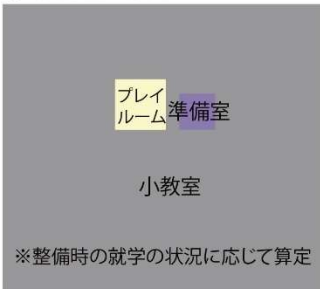 プレイ
ルーム
準備室
小教室
※整備時の就学の状況に応じて算定